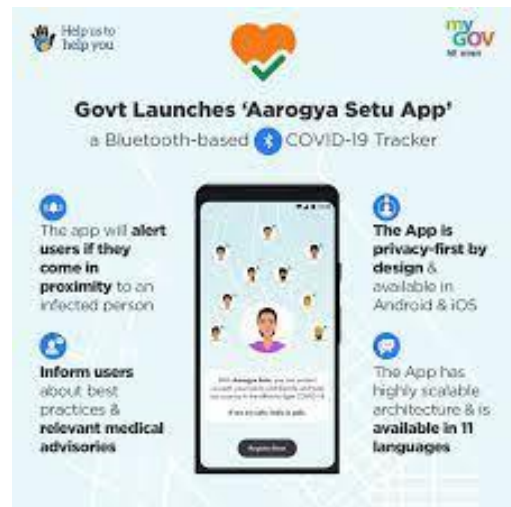 Help us to
help you
my
GOV
Govt Launches 'Aarogya Setu App'
a Bluetooth-based COVID-19 Tracker
The app will alert
users if they
come in
proximity to an
infected person
Inform users
about best
practices &
relevant medical
advisories
The App is
privacy-first by
design &
available in
Android & iOS
The App has
highly scalable
architecture & is
available in 11
languages